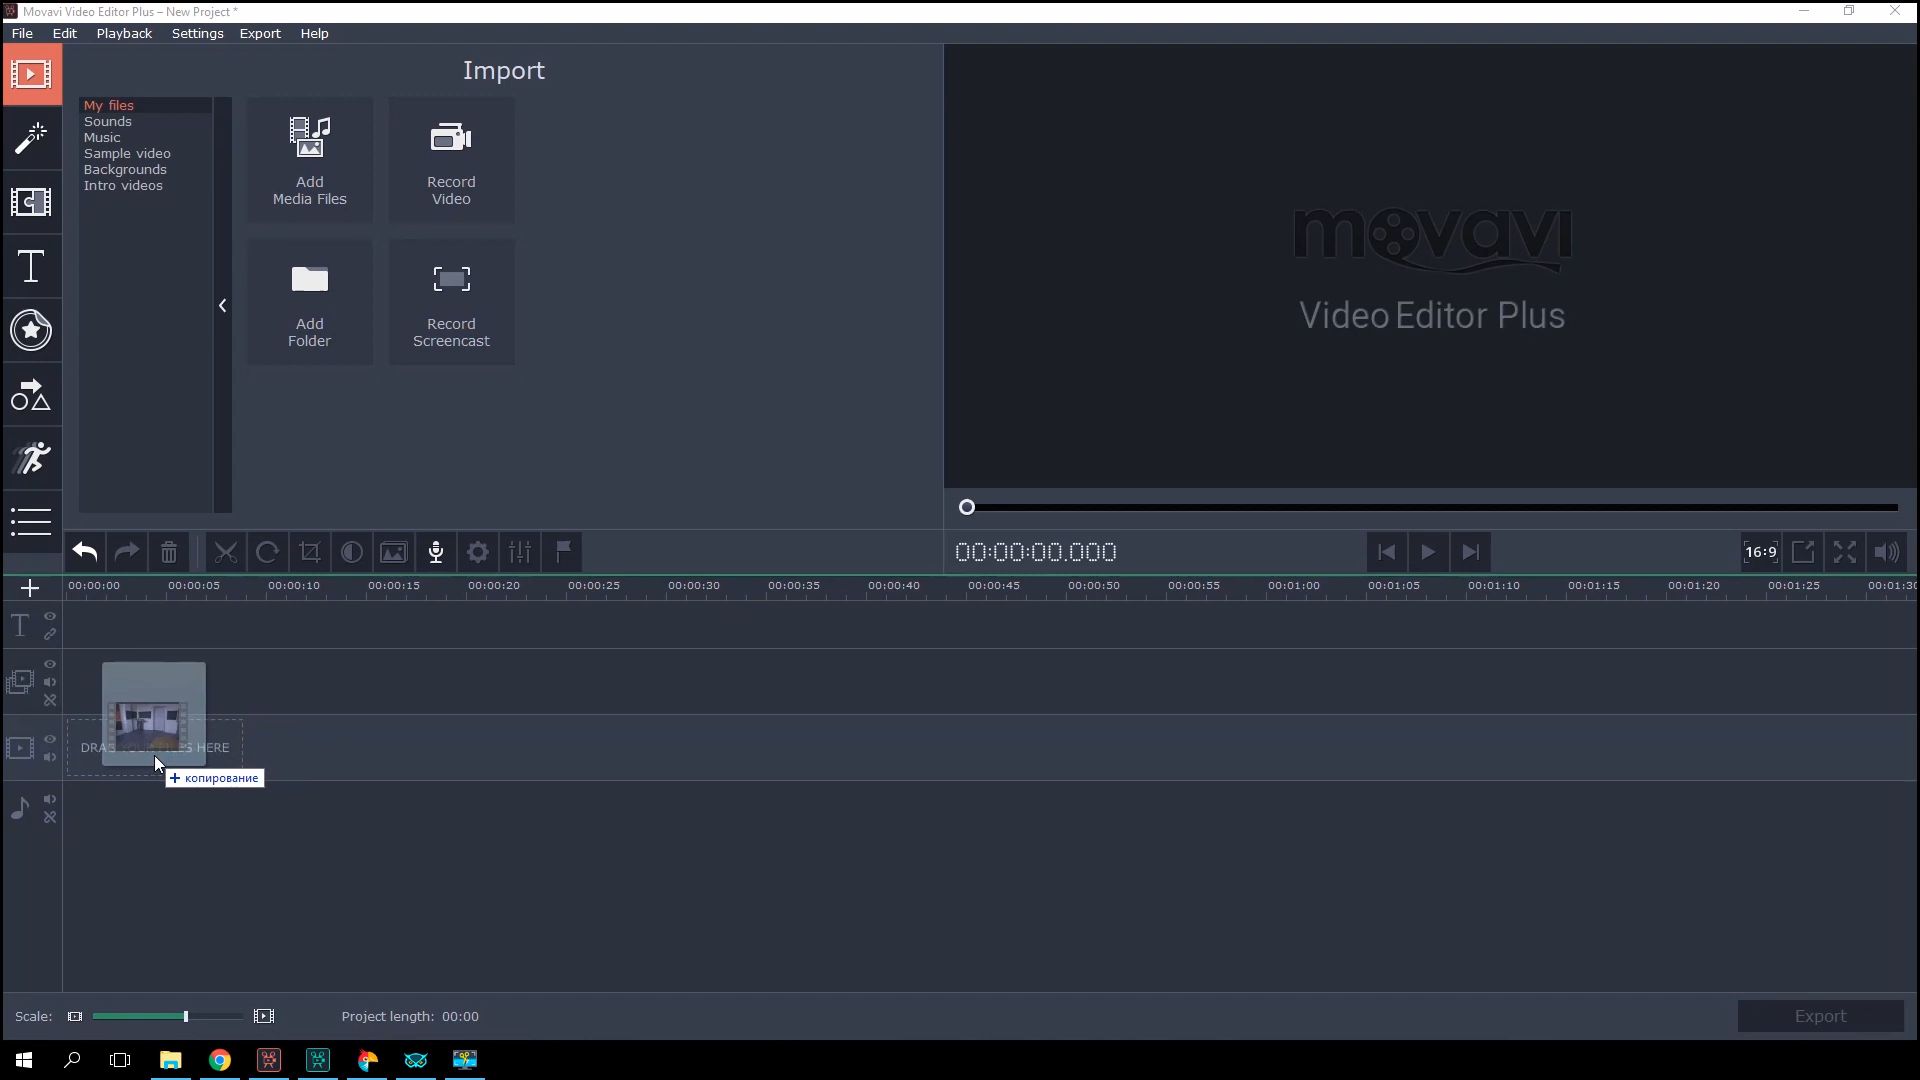 Movavi Video Editor Plus – New Project *
File Edit Playback Settings Export Help
Import
My files
Sounds
Music
Sample video
Backgrounds
Intro videos
Add
Media Files
Record
Video
Add
Folder
Record
Screencast
movavi
Video Editor Plus
00:00:00.000
16:9
00:00:00 00:00:05 00:00:10 00:00:15 00:00:20 00:00:25 00:00:30 00:00:35 00:00:40 00:00:45 00:00:50 00:00:55 00:01:00 00:01:05 00:01:10 00:01:15 00:01:20 00:01:25 00:01:30
T
DRAG YOUR FILES HERE
+ копирование
Scale:
Project length: 00:00
Export